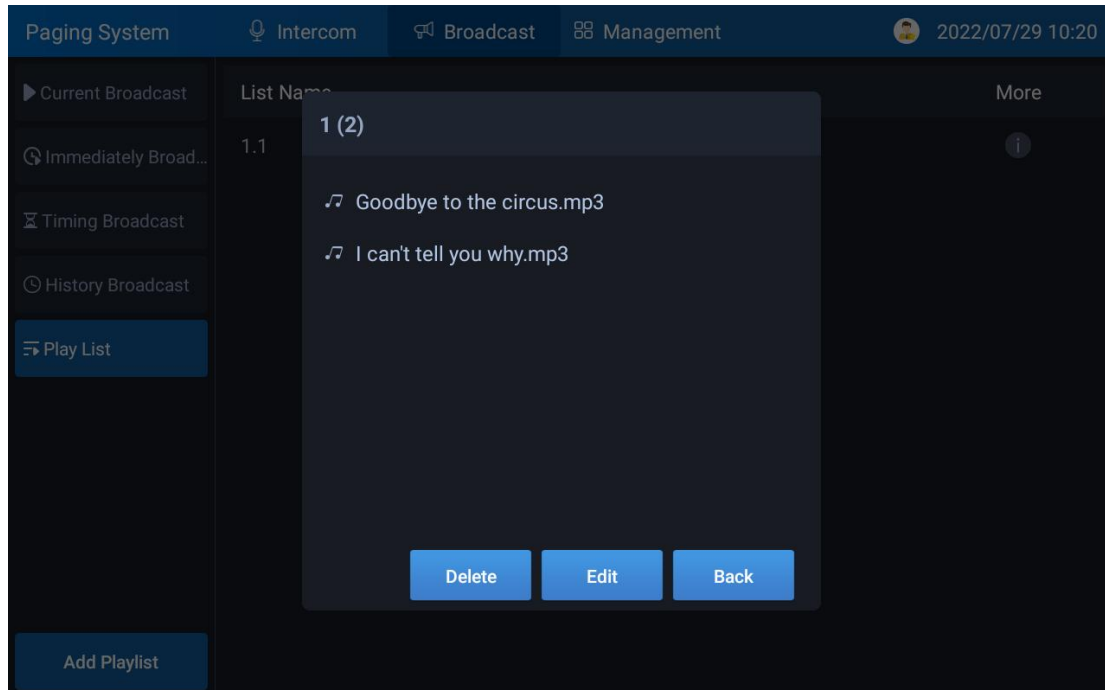 Paging System Intercom Broadcast Management 2022/07/29 10:20
Current Broadcast
Immediately Broad...
Timing Broadcast
History Broadcast
Play List
Add Playlist
List Name More
1.1
1 (2)
Goodbye to the circus.mp3
I can't tell you why.mp3
Delete Edit Back